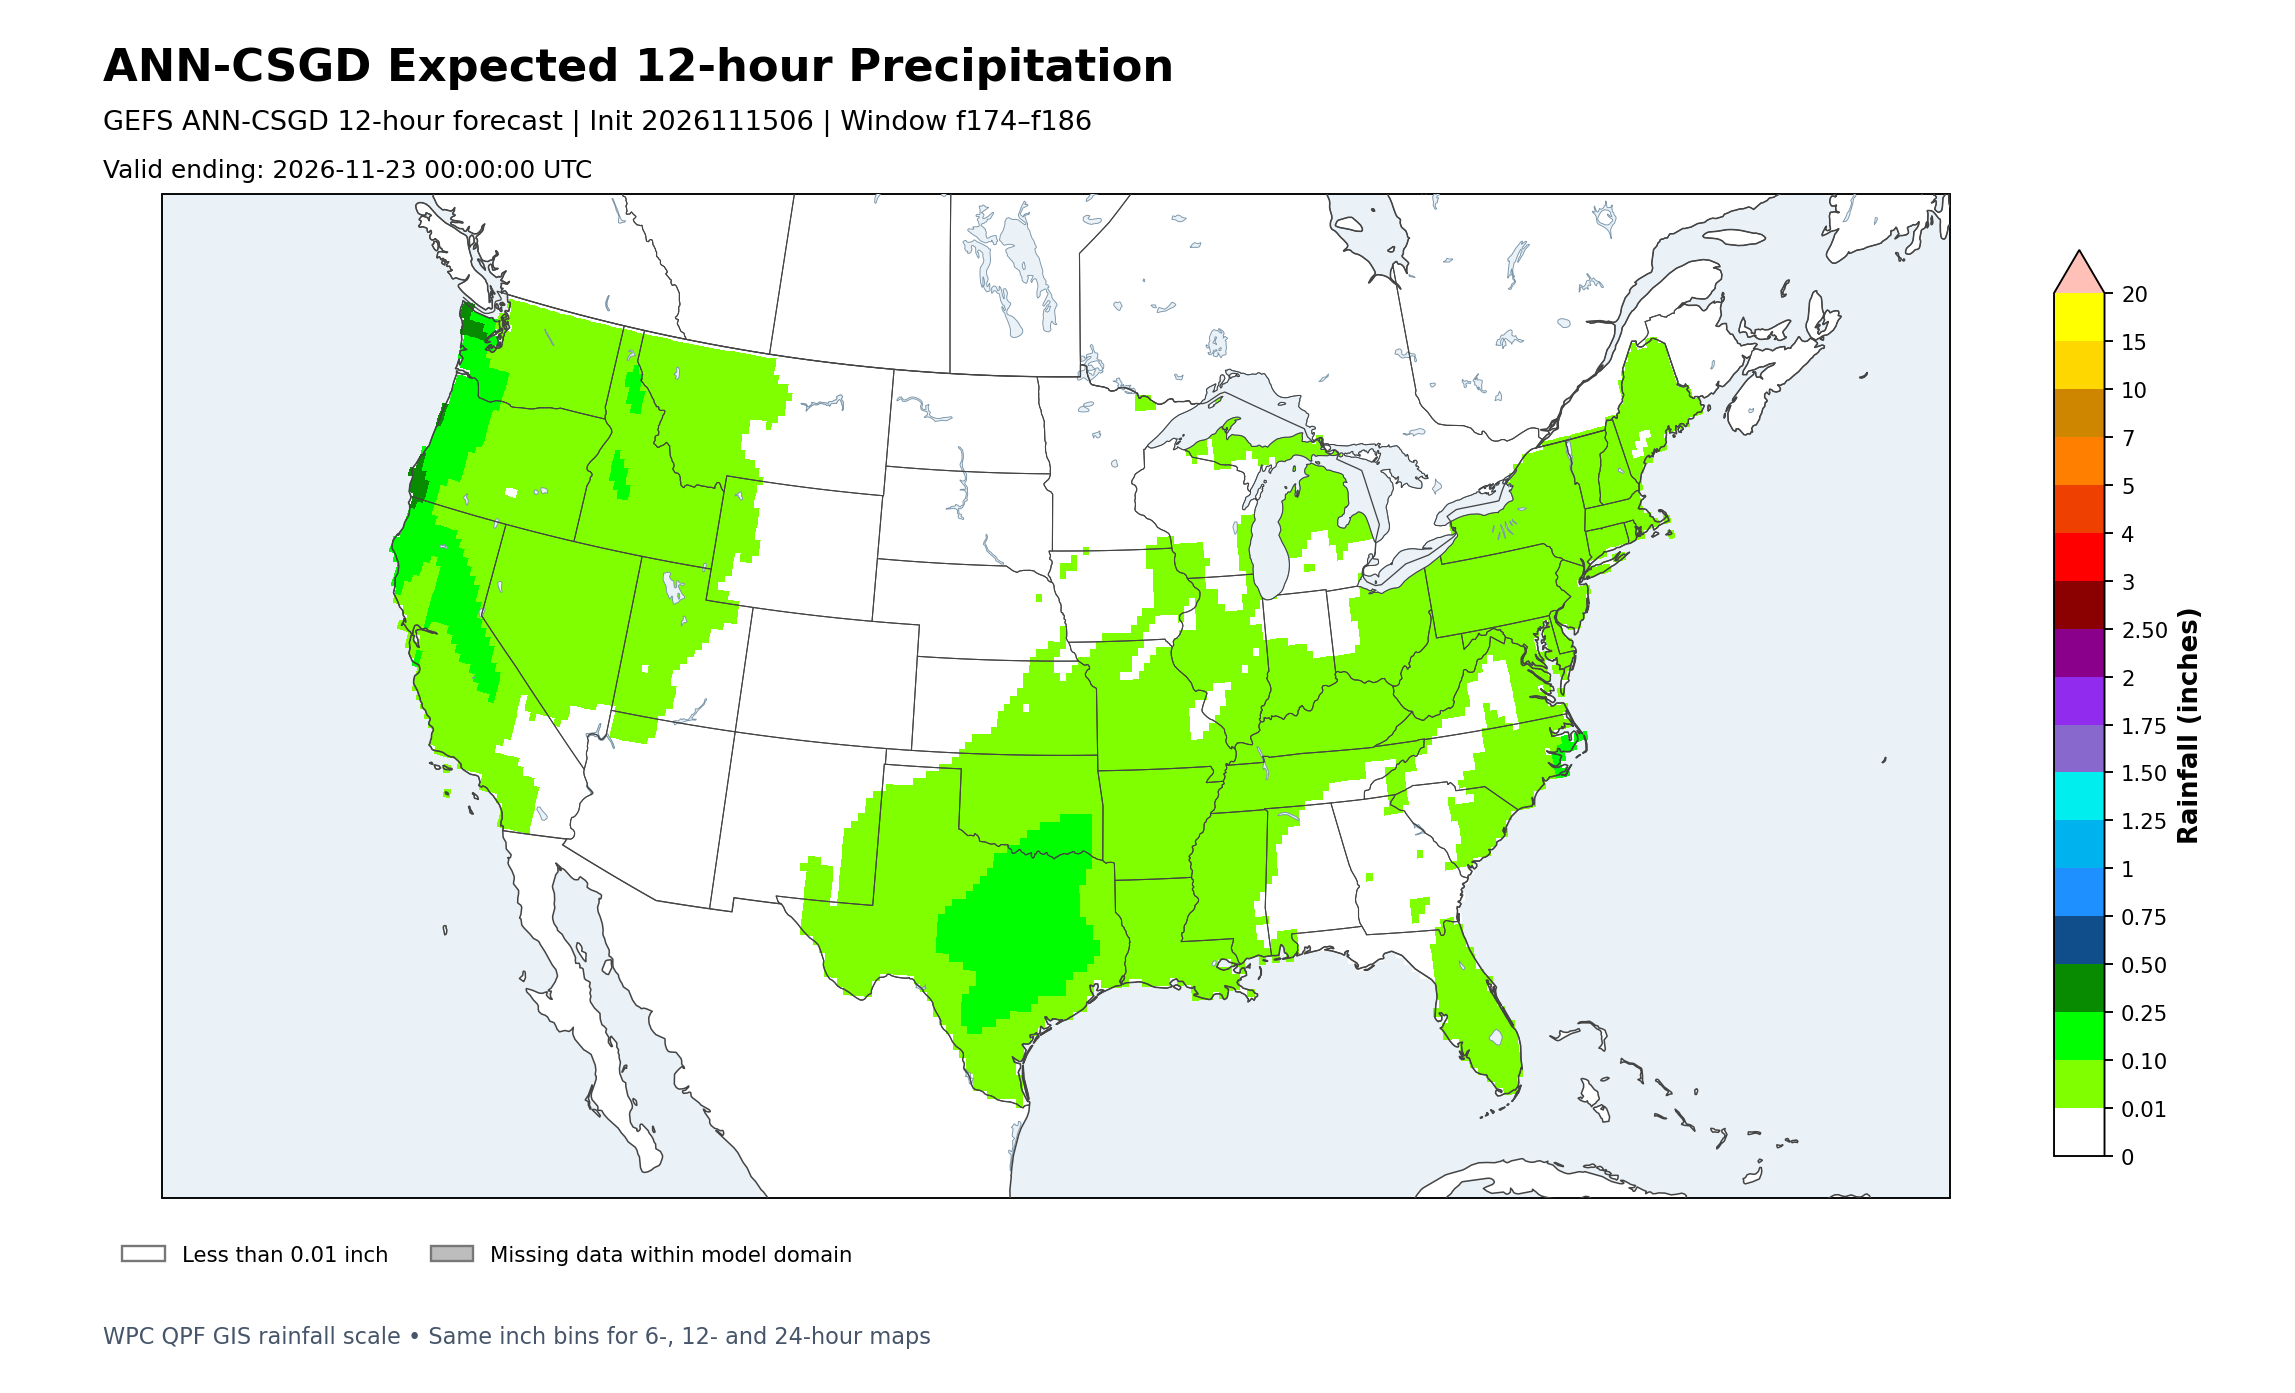 ANN-CSGD Expected 12-hour Precipitation
GEFS ANN-CSGD 12-hour forecast | Init 2026111506 | Window f174–f186
Valid ending: 2026-11-23 00:00:00 UTC
20
15
10
7
5
4
3
2.50
2
1.75
1.50
1.25
1
0.75
0.50
0.25
0.10
0.01
0
Rainfall (inches)
Less than 0.01 inch
Missing data within model domain
WPC QPF GIS rainfall scale • Same inch bins for 6-, 12- and 24-hour maps